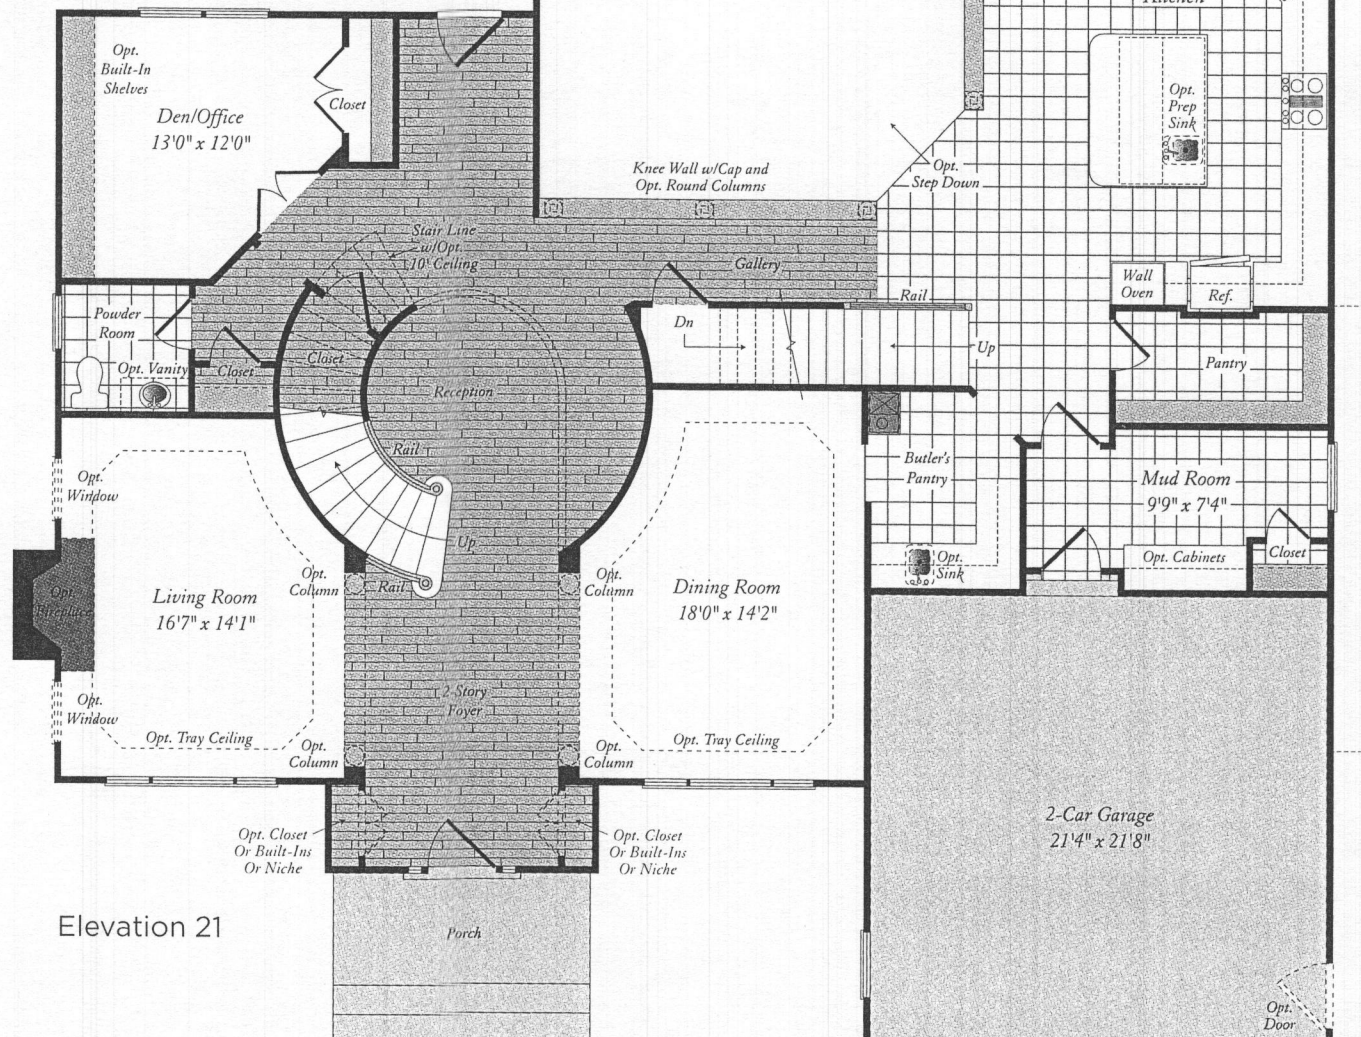 Kitchen
Opt.
Built-In
Shelves
Den/Office
13'0" x 12'0"
Closet
Opt.
Prep
Sink
Knee Wall w/Cap and
Opt. Round Columns
Opt.
Step Down
Stair Line
w/Opt.
10' Ceiling
Gallery
Wall
Oven
Ref.
Rail
Powder
Room
Dn
Up
Pantry
Opt. Vanity
Closet
Closet
Reception
Rail
Opt.
Window
Butler's
Pantry
Mud Room
9'9" x 7'4"
Up
Opt.
Sink
Opt. Cabinets
Closet
Opt.
Column
Rail
Opt.
Column
Opt.
Fireplace
Living Room
16'7" x 14'1"
Dining Room
18'0" x 14'2"
2-Story
Foyer
Opt.
Window
Opt. Tray Ceiling
Opt.
Column
Opt.
Column
Opt. Tray Ceiling
Opt. Closet
Or Built-Ins
Or Niche
Opt. Closet
Or Built-Ins
Or Niche
2-Car Garage
21'4" x 21'8"
Elevation 21
Porch
Opt.
Door